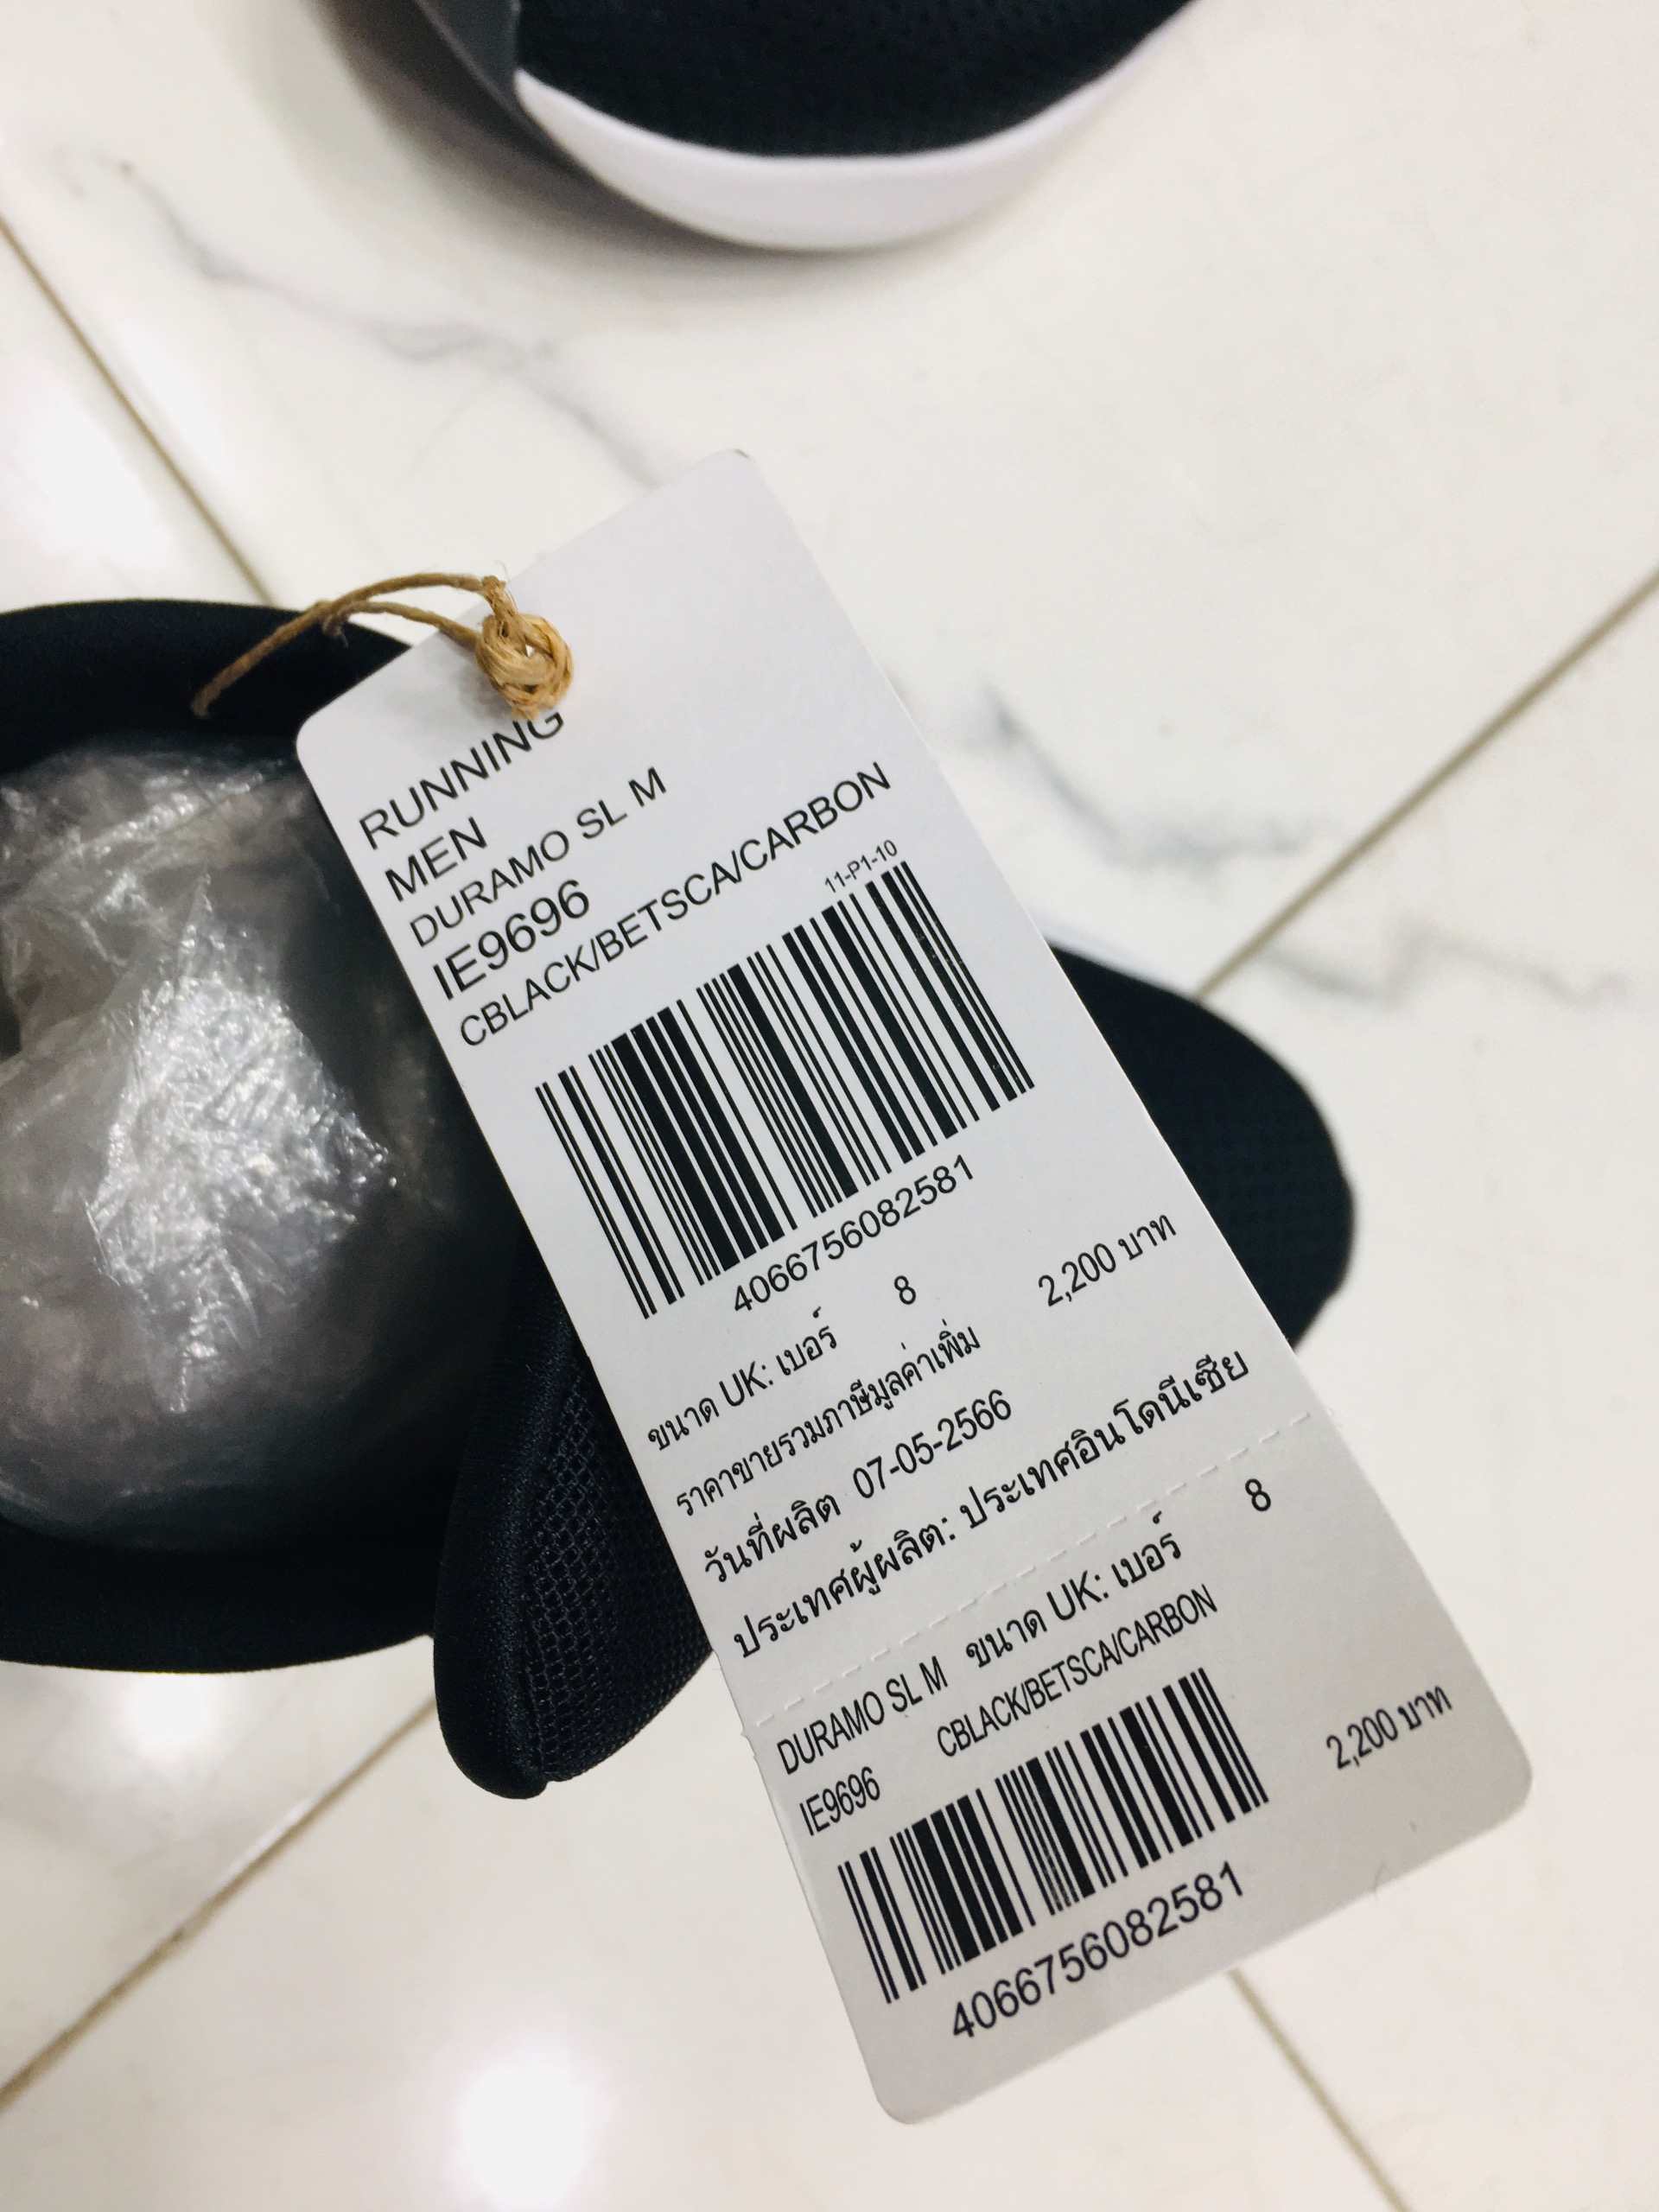 RUNNING
MEN
DURAMO SL M
IE9696
CBLACK/BETSCA/CARBON
11-P1-10
4066756082581
ขนาด UK: เบอร์ 8
ราคาขายรวมภาษีมูลค่าเพิ่ม 2,200 บาท
วันที่ผลิต 07-05-2566
ประเทศผู้ผลิต: ประเทศอินโดนีเซีย
DURAMO SL M ขนาด UK: เบอร์ 8
IE9696 CBLACK/BETSCA/CARBON
2,200 บาท
4066756082581